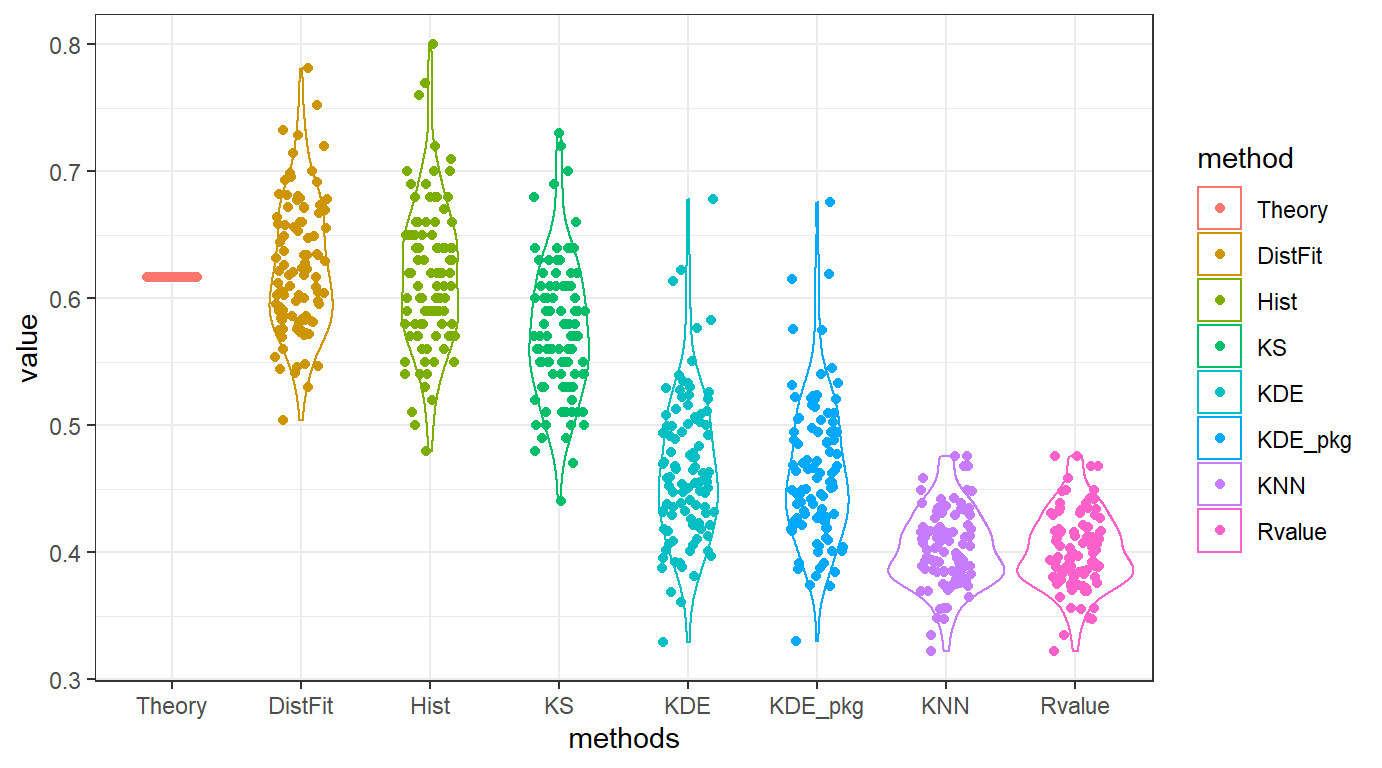 value
0.8
0.7
0.6
0.5
0.4
0.3
Theory DistFit Hist KS KDE KDE_pkg KNN Rvalue
methods
method
Theory
DistFit
Hist
KS
KDE
KDE_pkg
KNN
Rvalue